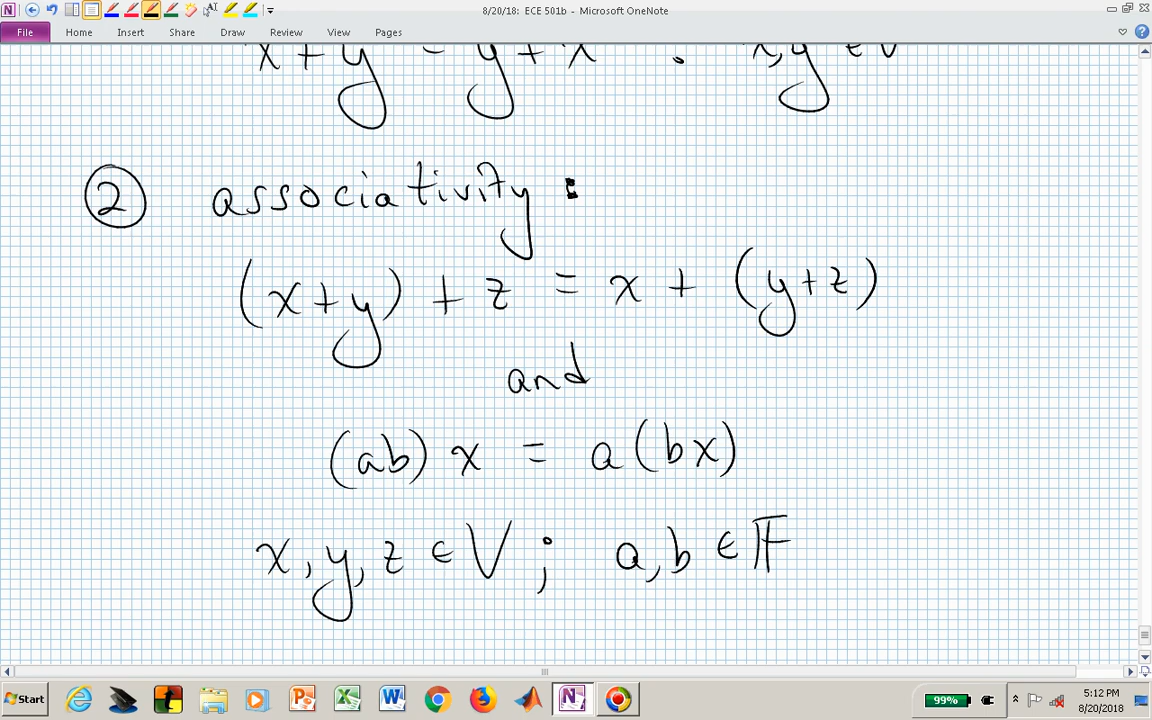 8/20/18: ECE 501b - Microsoft OneNote
File Home Insert Share Draw Review View Pages
x+y = y+x : x,y ∈ V
② associativity:
(x+y) + z = x + (y+z)
and
(ab) x = a(bx)
x, y, z ∈ V ; a,b ∈ 𝔽
Start 99% 5:12 PM
8/20/2018